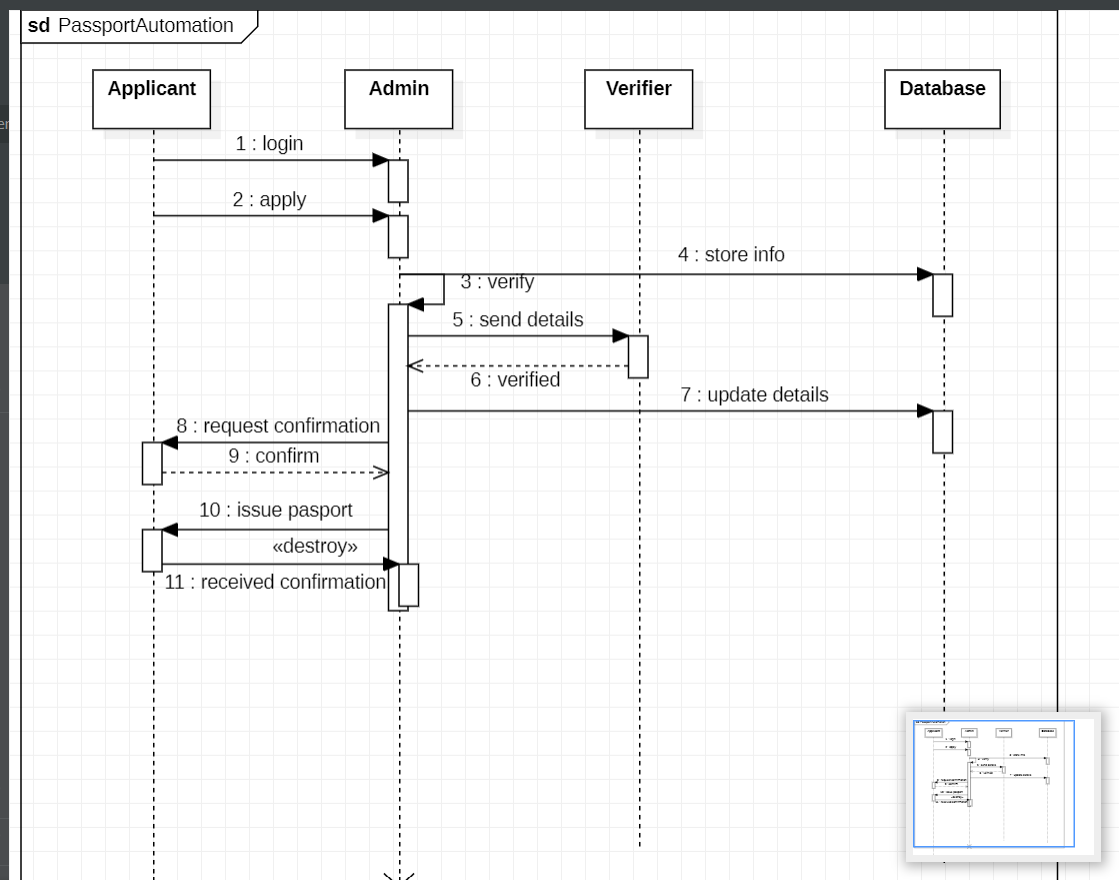 sd PassportAutomation
Applicant
Admin
Verifier
Database
1 : login
2 : apply
4 : store info
3 : verify
5 : send details
6 : verified
7 : update details
8 : request confirmation
9 : confirm
10 : issue pasport
«destroy»
11 : received confirmation